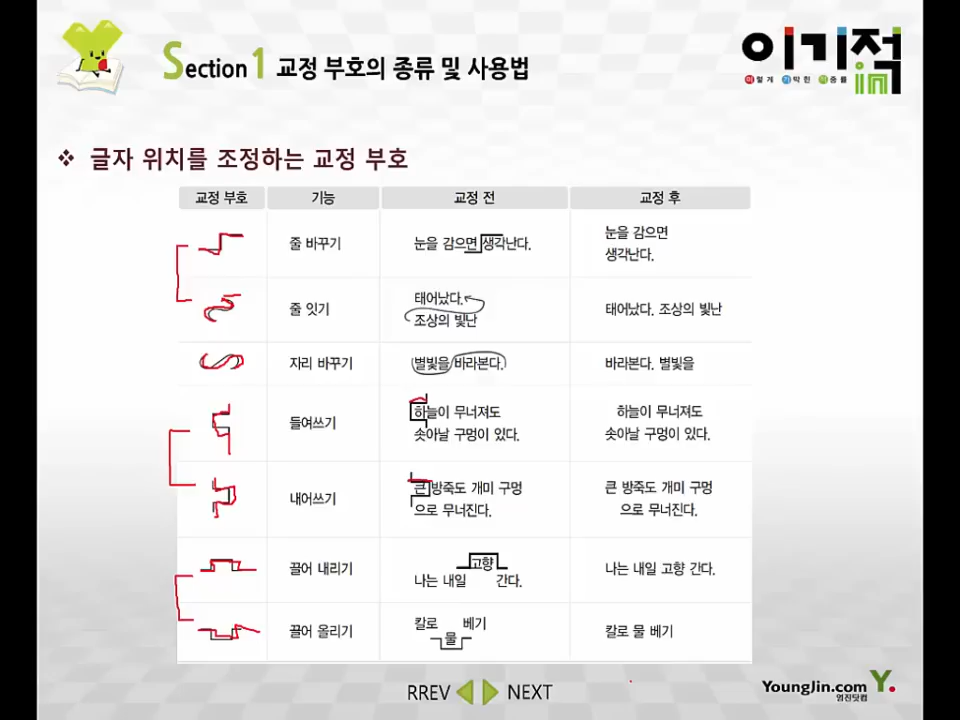 Section 1 교정 부호의 종류 및 사용법
이기적in
이렇게 기막힌 적중률
❖ 글자 위치를 조정하는 교정 부호
교정 부호 기능 교정 전 교정 후
줄 바꾸기 눈을 감으면 생각난다. 눈을 감으면
생각난다.
줄 잇기 태어났다. 태어났다. 조상의 빛난
조상의 빛난
자리 바꾸기 별빛을 바라본다. 바라본다. 별빛을
들여쓰기 하늘이 무너져도 하늘이 무너져도
솟아날 구멍이 있다. 솟아날 구멍이 있다.
내어쓰기 큰 방죽도 개미 구멍 큰 방죽도 개미 구멍
으로 무너진다. 으로 무너진다.
끌어 내리기 고향 나는 내일 고향 간다.
나는 내일 간다.
끌어 올리기 칼로 베기 칼로 물 베기
물
RREV NEXT
YoungJin.com Y.
영진닷컴